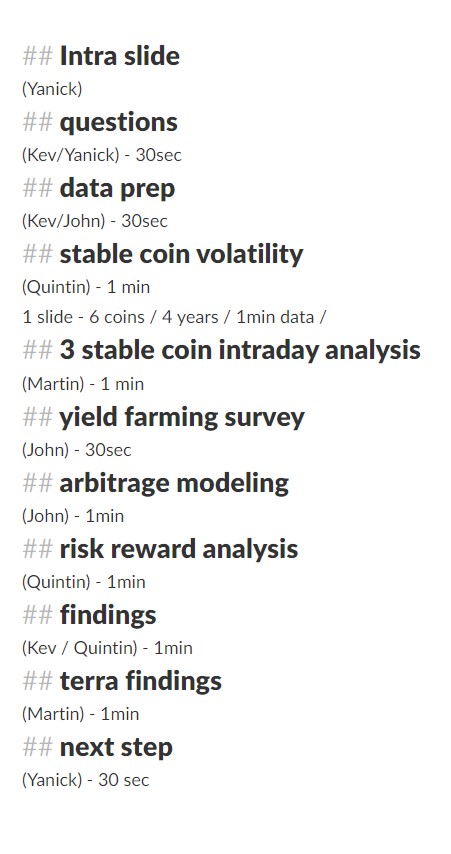 ## Intra slide
(Yanick)
## questions
(Kev/Yanick) - 30sec
## data prep
(Kev/John) - 30sec
## stable coin volatility
(Quintin) - 1 min
1 slide - 6 coins / 4 years / 1min data /
## 3 stable coin intraday analysis
(Martin) - 1 min
## yield farming survey
(John) - 30sec
## arbitrage modeling
(John) - 1min
## risk reward analysis
(Quintin) - 1min
## findings
(Kev / Quintin) - 1min
## terra findings
(Martin) - 1min
## next step
(Yanick) - 30 sec